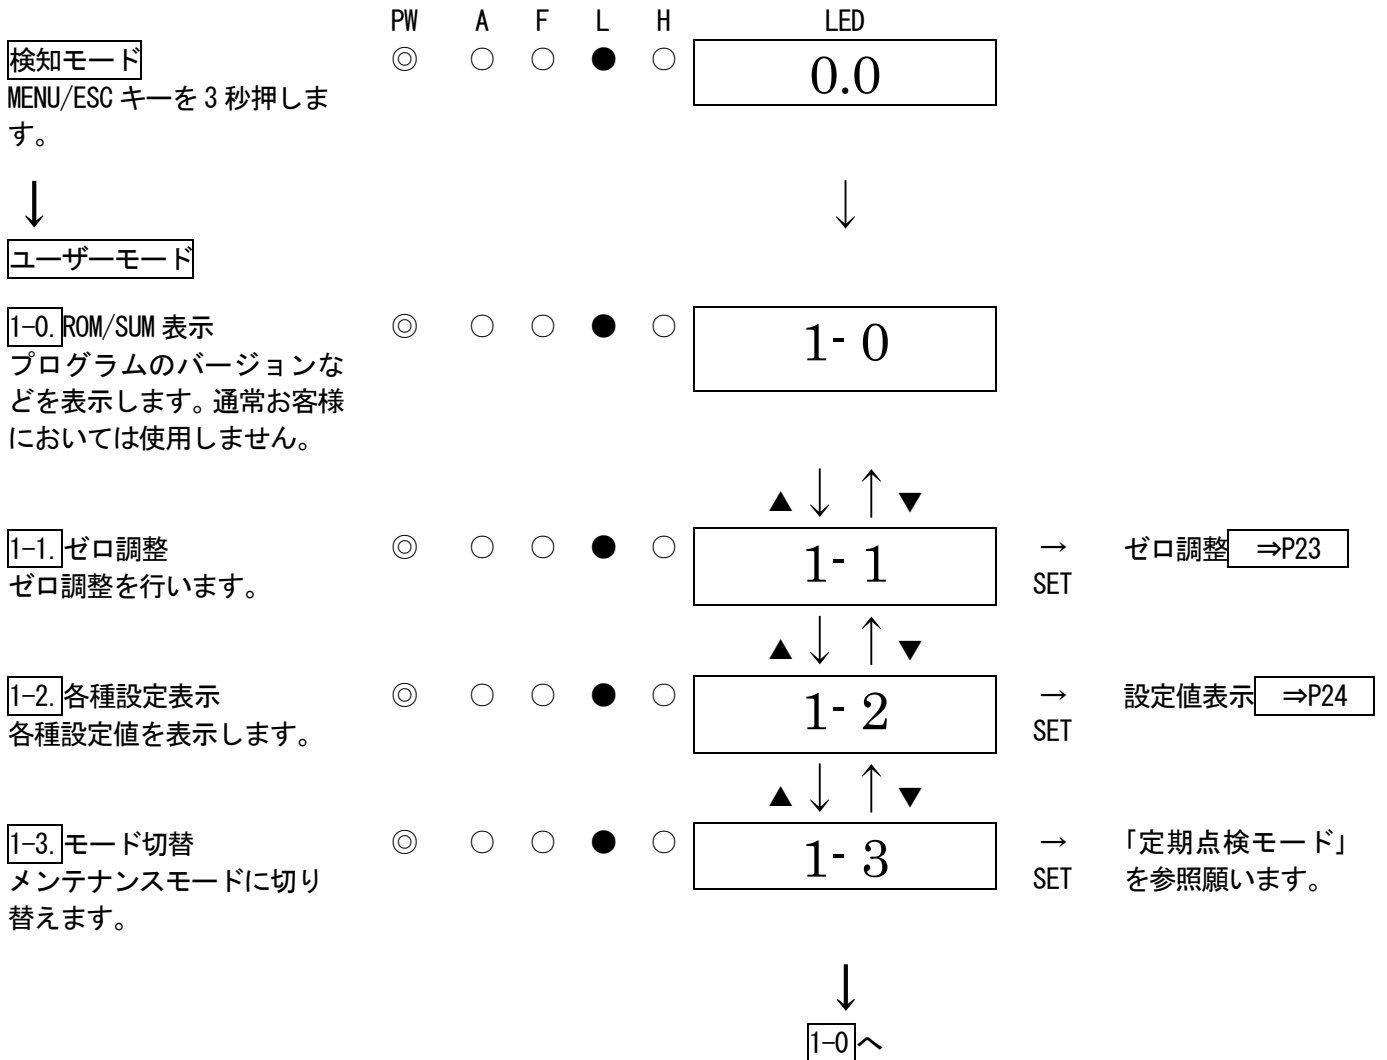 PW A F L H LED
検知モード ◎ ○ ○ ● ○ 0.0
MENU/ESC キーを 3 秒押しま
す。
↓ ↓
ユーザーモード
1-0. ROM/SUM 表示 ◎ ○ ○ ● ○ 1- 0
プログラムのバージョンな
どを表示します。通常お客様
においては使用しません。
▲ ↓ ↑ ▼
1-1. ゼロ調整 ◎ ○ ○ ● ○ 1- 1 → ゼロ調整 ⇒P23
ゼロ調整を行います。 SET
▲ ↓ ↑ ▼
1-2. 各種設定表示 ◎ ○ ○ ● ○ 1- 2 → 設定値表示 ⇒P24
各種設定値を表示します。 SET
▲ ↓ ↑ ▼
1-3. モード切替 ◎ ○ ○ ● ○ 1- 3 → 「定期点検モード」
メンテナンスモードに切り SET を参照願います。
替えます。
↓
1-0 へ